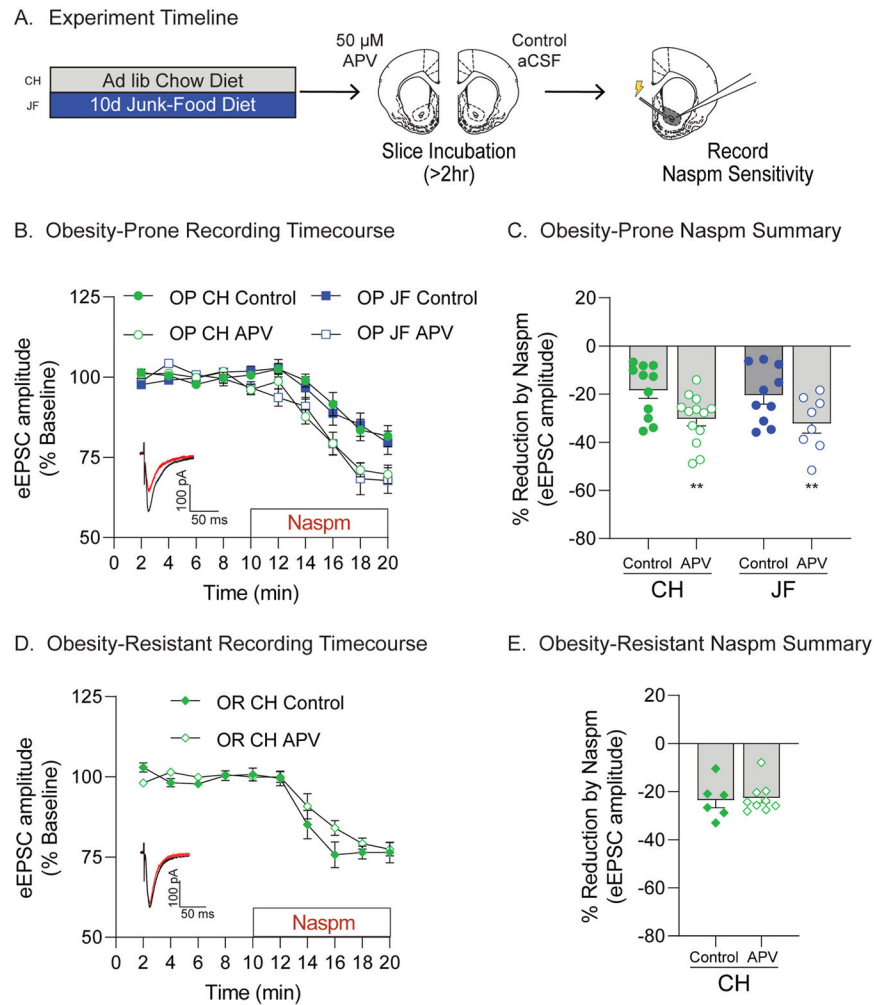 A. Experiment Timeline
CH
Ad lib Chow Diet
JF
10d Junk-Food Diet
50 µM
APV
Control
aCSF
Slice Incubation
(>2hr)
Record
Naspm Sensitivity
B. Obesity-Prone Recording Timecourse
OP CH Control
OP JF Control
OP CH APV
OP JF APV
eEPSC amplitude
(% Baseline)
125
100
75
50
100 pA
50 ms
Naspm
0 2 4 6 8 10 12 14 16 18 20
Time (min)
C. Obesity-Prone Naspm Summary
% Reduction by Naspm
(eEPSC amplitude)
20
0
-20
-40
-60
-80
**
**
Control APV Control APV
CH JF
D. Obesity-Resistant Recording Timecourse
OR CH Control
OR CH APV
eEPSC amplitude
(% Baseline)
125
100
75
50
100 pA
50 ms
Naspm
0 2 4 6 8 10 12 14 16 18 20
Time (min)
E. Obesity-Resistant Naspm Summary
% Reduction by Naspm
(eEPSC amplitude)
20
0
-20
-40
-60
-80
Control APV
CH